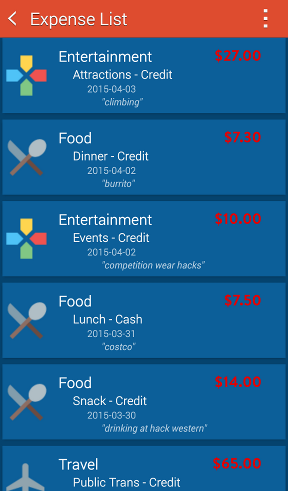 Expense List
Entertainment $27.00
Attractions - Credit
2015-04-03
"climbing"
Food $7.30
Dinner - Credit
2015-04-02
"burrito"
Entertainment $10.00
Events - Credit
2015-04-02
"competition wear hacks"
Food $7.50
Lunch - Cash
2015-03-31
"costco"
Food $14.00
Snack - Credit
2015-03-30
"drinking at hack western"
Travel $65.00
Public Trans - Credit